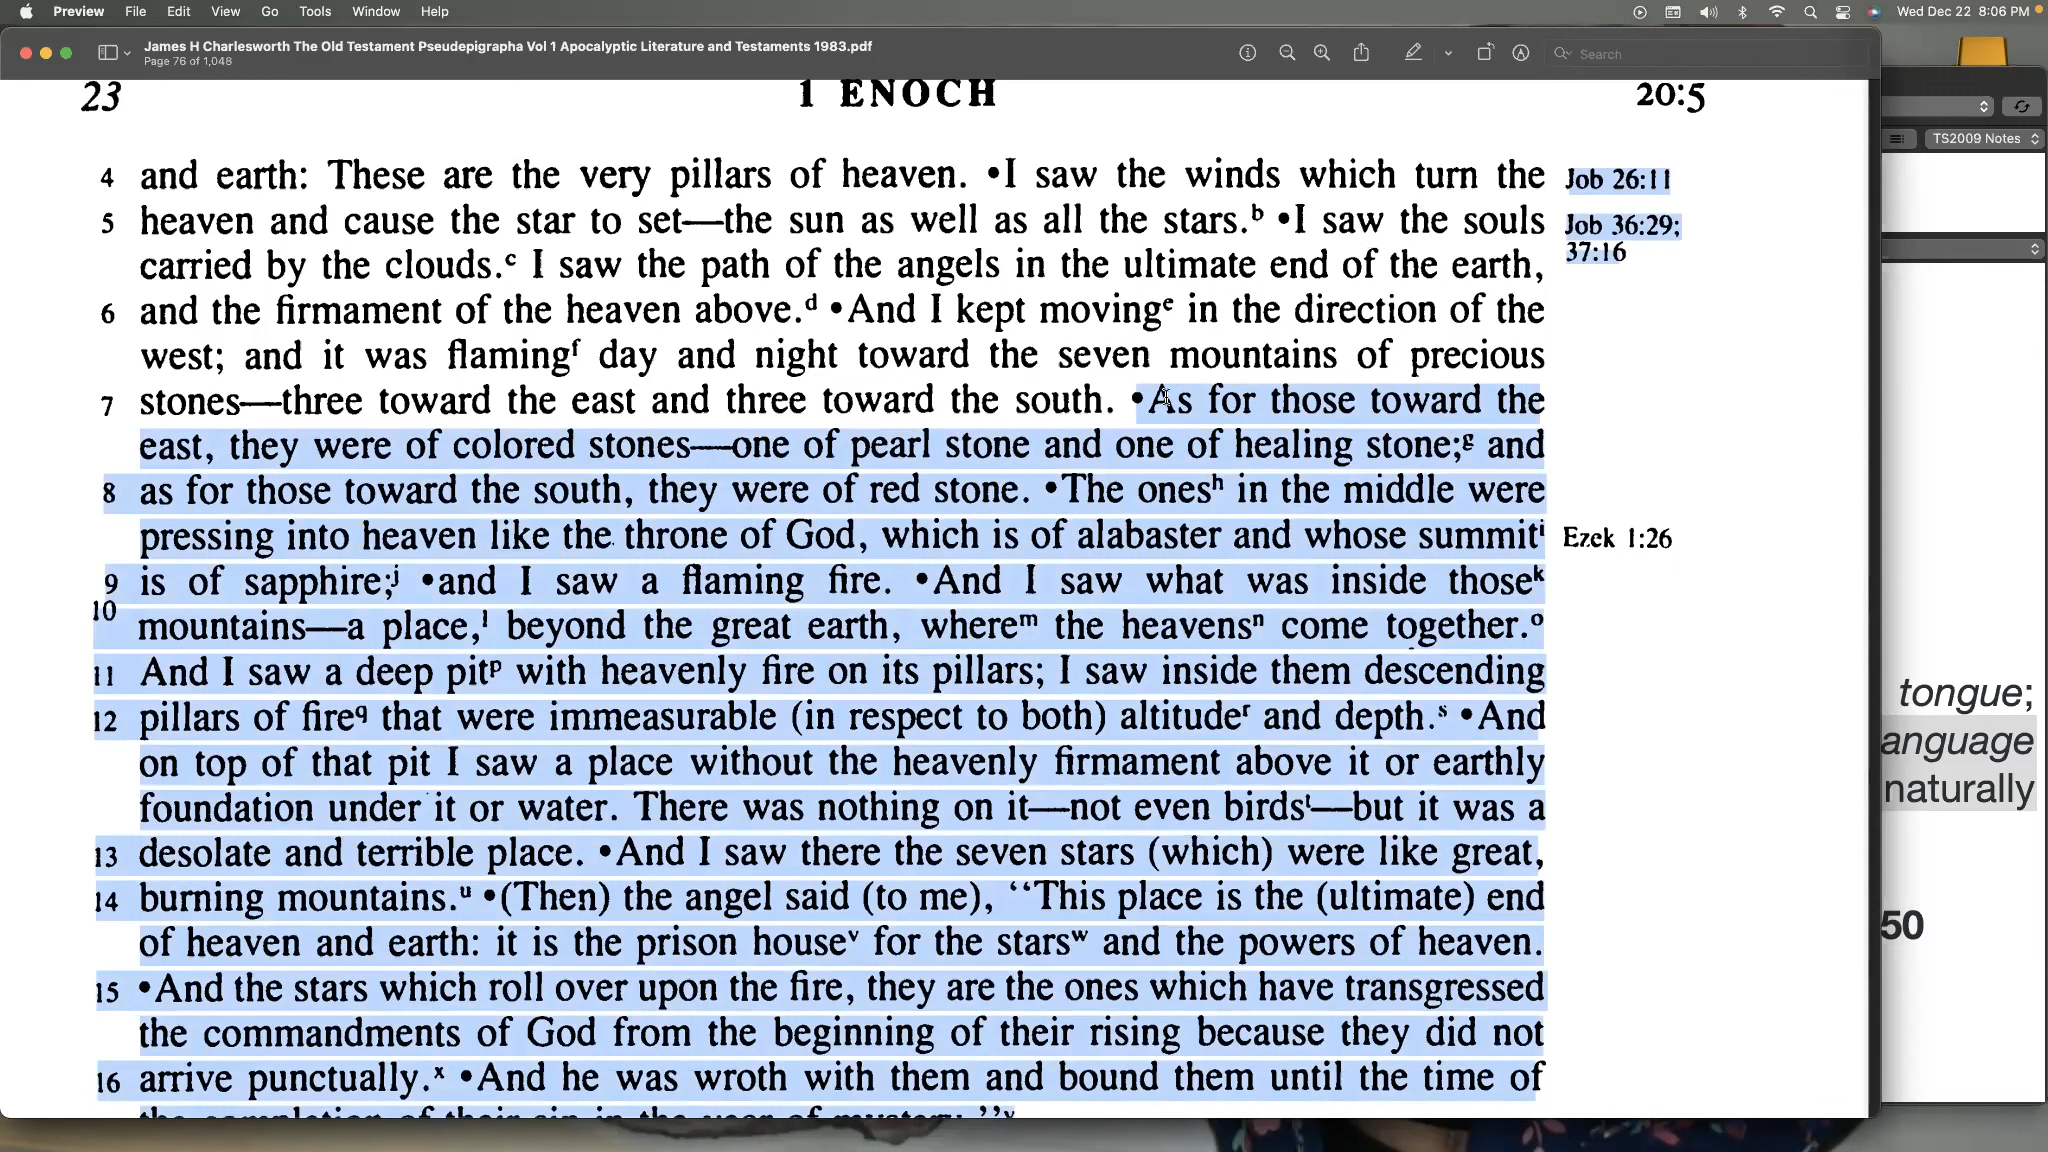 Preview File Edit View Go Tools Window Help
Wed Dec 22 8:06 PM
James H Charlesworth The Old Testament Pseudepigrapha Vol 1 Apocalyptic Literature and Testaments 1983.pdf
Page 76 of 1,048
Search
23 1 ENOCH 20:5
4 and earth: These are the very pillars of heaven. •I saw the winds which turn the Job 26:11
5 heaven and cause the star to set—the sun as well as all the stars.ᵇ •I saw the souls Job 36:29;
carried by the clouds.ᶜ I saw the path of the angels in the ultimate end of the earth, 37:16
6 and the firmament of the heaven above.ᵈ •And I kept movingᵉ in the direction of the
west; and it was flamingᶠ day and night toward the seven mountains of precious
7 stones—three toward the east and three toward the south. •As for those toward the
east, they were of colored stones—one of pearl stone and one of healing stone;ᵍ and
8 as for those toward the south, they were of red stone. •The onesʰ in the middle were
pressing into heaven like the throne of God, which is of alabaster and whose summitⁱ Ezek 1:26
9 is of sapphire;ʲ •and I saw a flaming fire. •And I saw what was inside thoseᵏ
10 mountains—a place,ˡ beyond the great earth, whereᵐ the heavensⁿ come together.ᵒ
11 And I saw a deep pitᵖ with heavenly fire on its pillars; I saw inside them descending
12 pillars of fire𐞥 that were immeasurable (in respect to both) altitudeʳ and depth.ˢ •And
on top of that pit I saw a place without the heavenly firmament above it or earthly
foundation under it or water. There was nothing on it—not even birdsᵗ—but it was a
13 desolate and terrible place. •And I saw there the seven stars (which) were like great,
14 burning mountains.ᵘ •(Then) the angel said (to me), ‘‘This place is the (ultimate) end
of heaven and earth: it is the prison houseᵛ for the starsʷ and the powers of heaven.
15 •And the stars which roll over upon the fire, they are the ones which have transgressed
the commandments of God from the beginning of their rising because they did not
16 arrive punctually.ˣ •And he was wroth with them and bound them until the time of
the completion of their sin in the year of mystery.’’ʸ
TS2009 Notes
tongue;
anguage
naturally
50